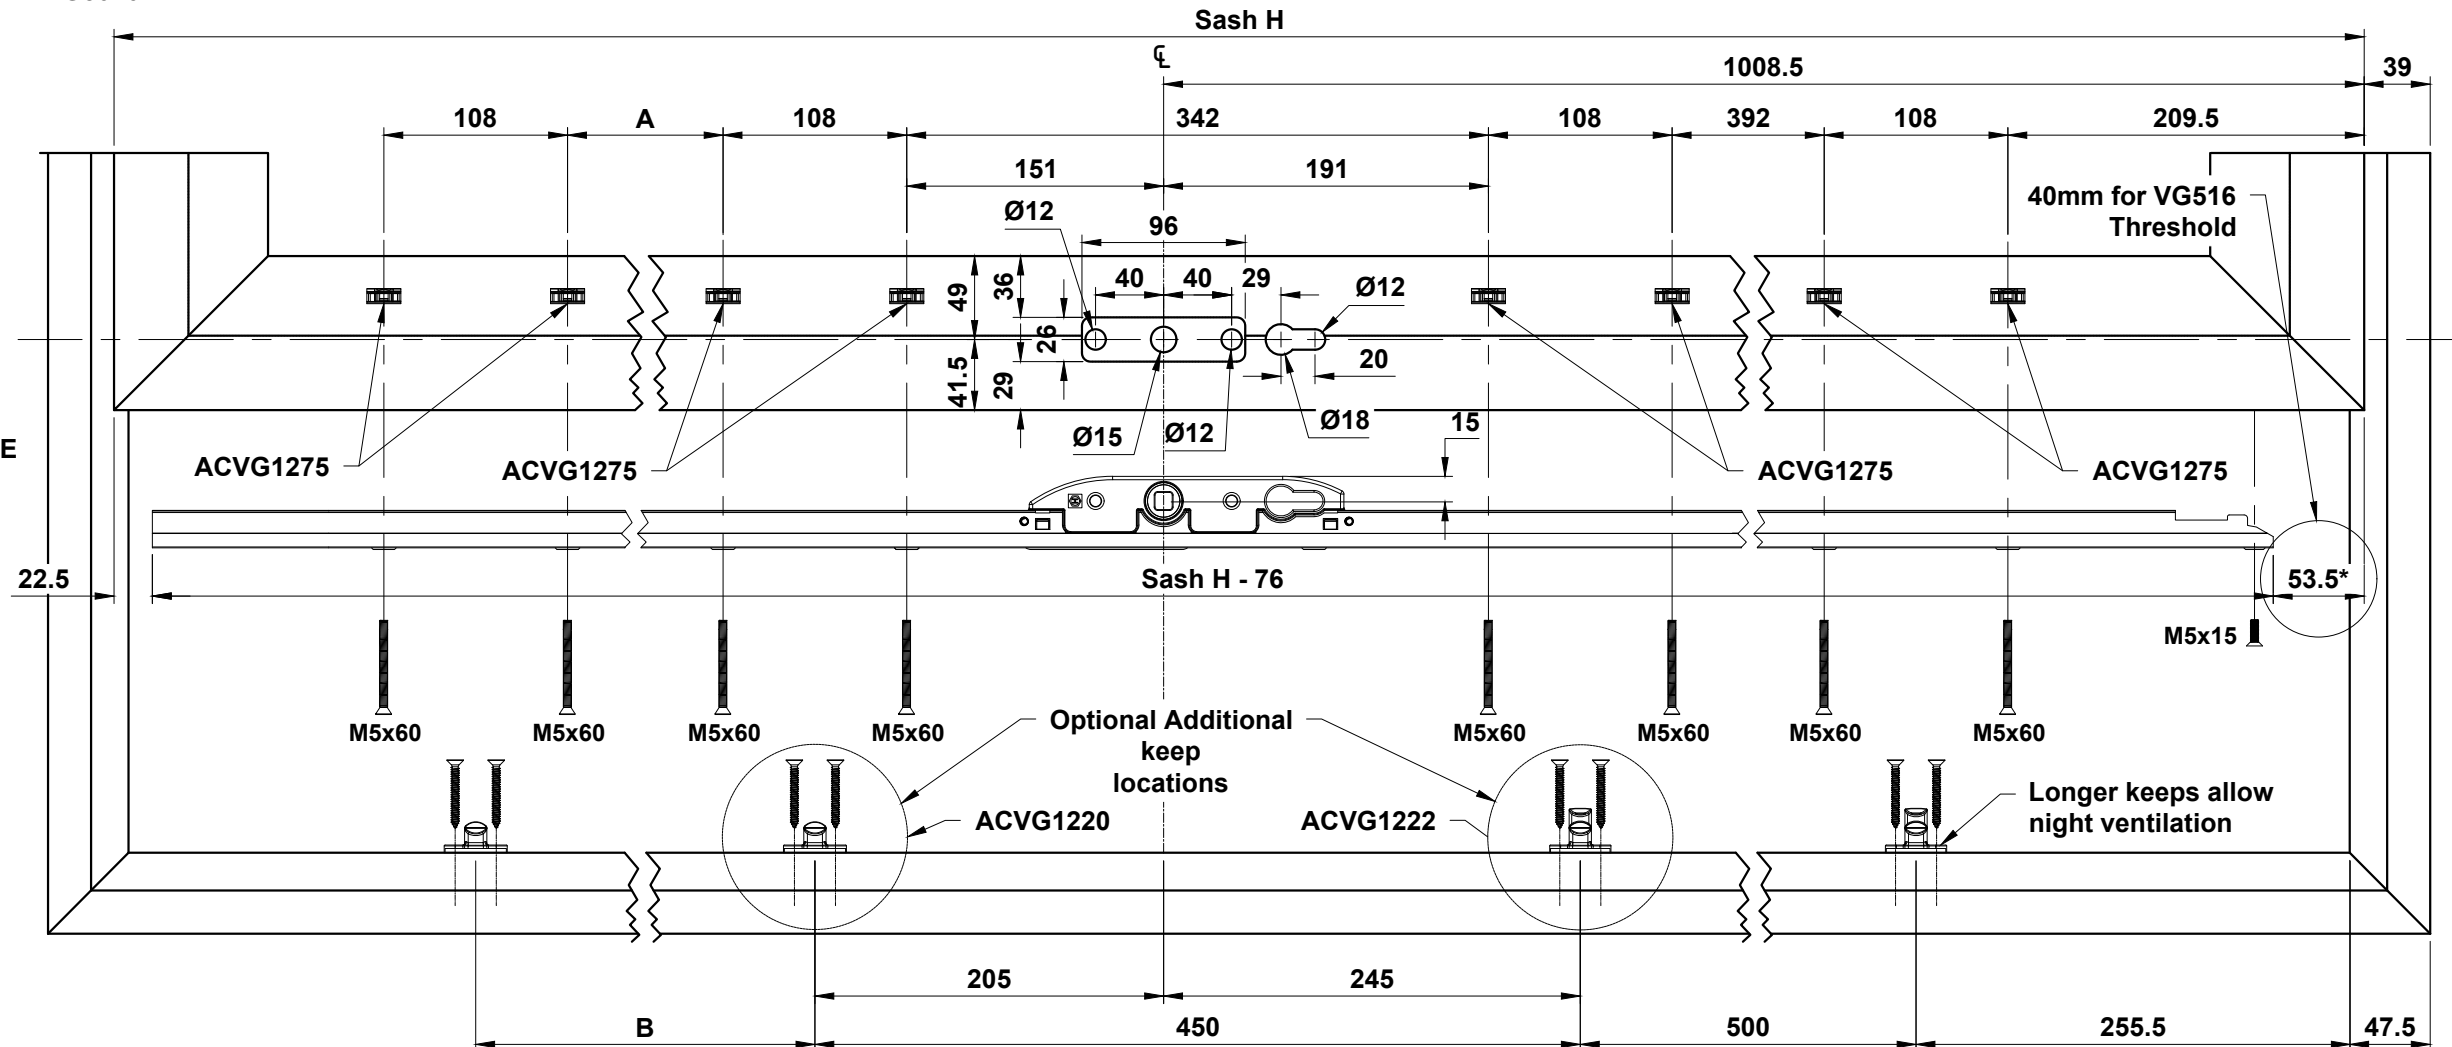 Sash H
℄
1008.5
39
108
A
108
342
108
392
108
209.5
151
191
40mm for VG516
Threshold
Ø12
96
49
36
40
40
29
Ø12
26
41.5
29
20
Ø15
Ø12
Ø18
15
E
ACVG1275
ACVG1275
ACVG1275
ACVG1275
22.5
Sash H - 76
53.5*
M5x15
M5x60
M5x60
M5x60
M5x60
M5x60
M5x60
M5x60
M5x60
Optional Additional
keep
locations
ACVG1220
ACVG1222
Longer keeps allow
night ventilation
205
245
B
450
500
255.5
47.5